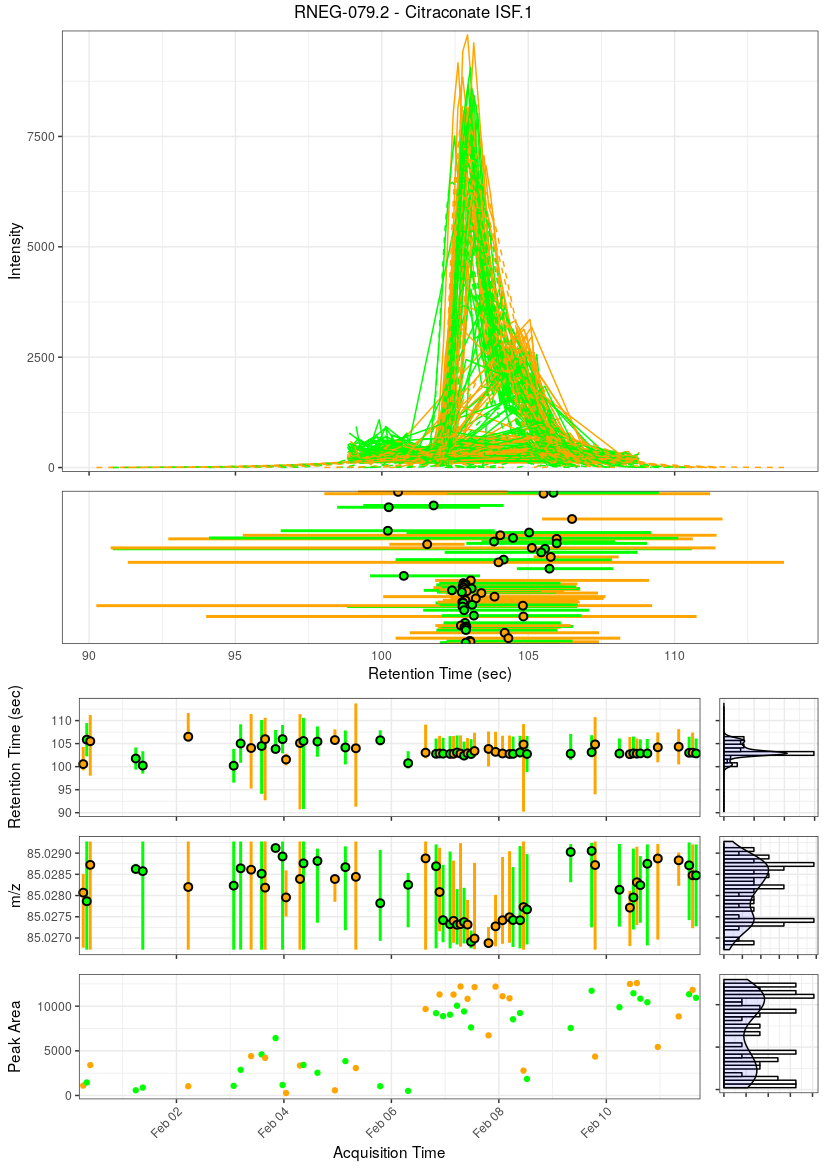 RNEG-079.2 - Citraconate ISF.1
7500
5000
2500
0
Intensity
90
95
100
105
110
Retention Time (sec)
110
105
100
95
90
Retention Time (sec)
85.0290
85.0285
85.0280
85.0275
85.0270
m/z
10000
5000
0
Peak Area
Feb 02
Feb 04
Feb 06
Feb 08
Feb 10
Acquisition Time